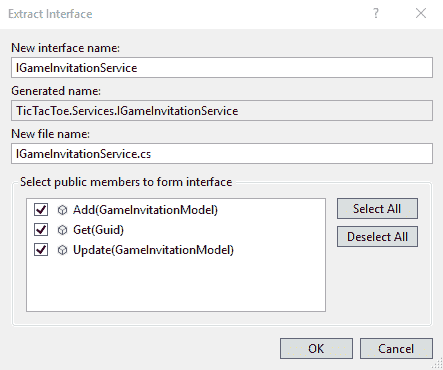 Extract Interface
New interface name:
IGameInvitationService
Generated name:
TicTacToe.Services.IGameInvitationService
New file name:
IGameInvitationService.cs
Select public members to form interface
Add(GameInvitationModel)
Get(Guid)
Update(GameInvitationModel)
Select All
Deselect All
OK
Cancel